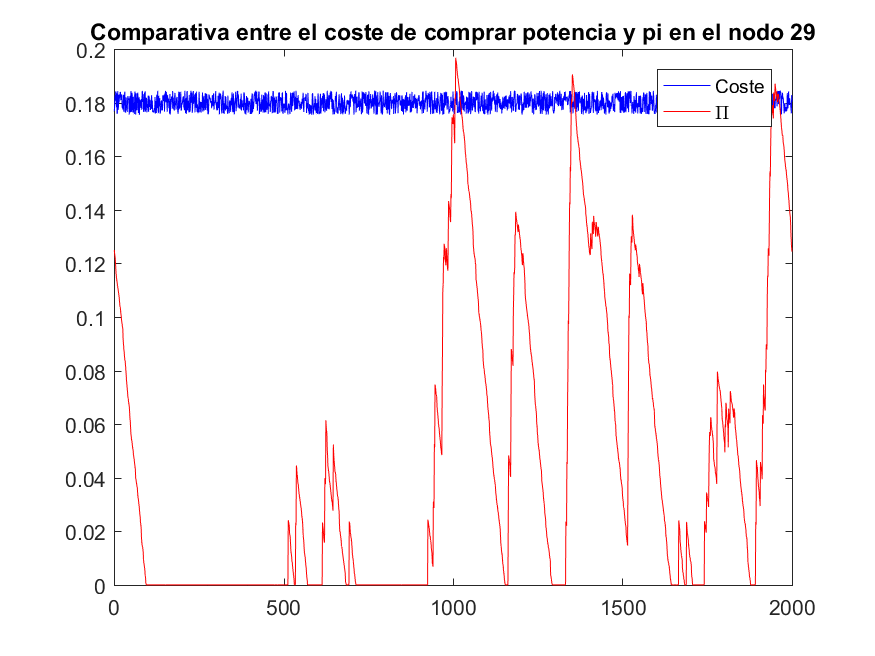 Comparativa entre el coste de comprar potencia y pi en el nodo 29
0.2
0.18
0.16
0.14
0.12
0.1
0.08
0.06
0.04
0.02
0
Coste
Π
0 500 1000 1500 2000